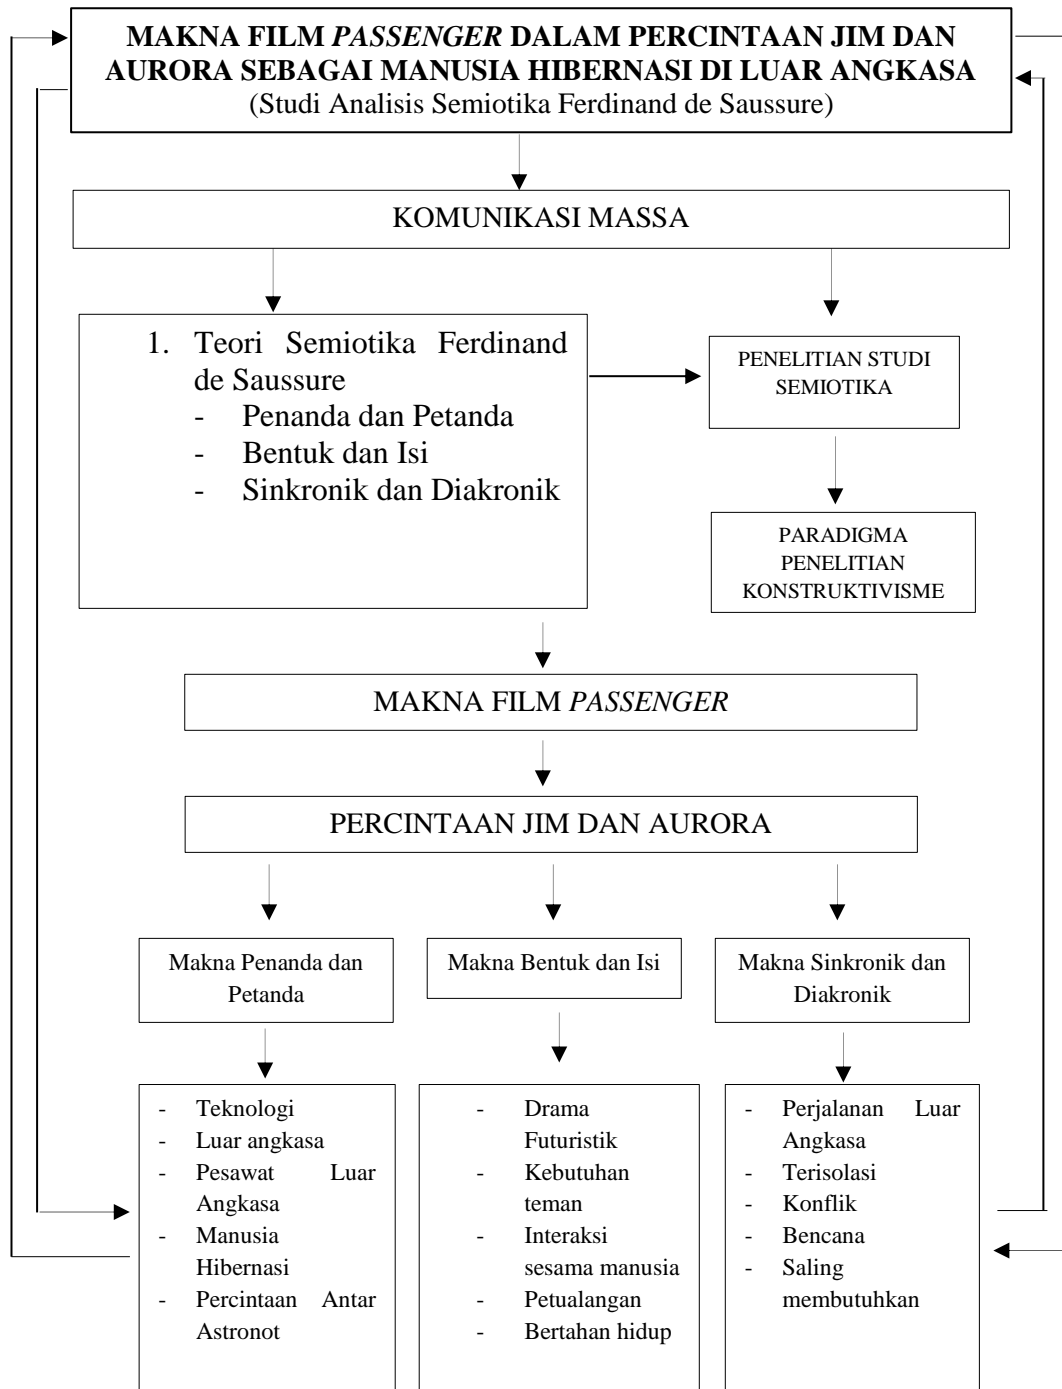 MAKNA FILM PASSENGER DALAM PERCINTAAN JIM DAN
AURORA SEBAGAI MANUSIA HIBERNASI DI LUAR ANGKASA
(Studi Analisis Semiotika Ferdinand de Saussure)
KOMUNIKASI MASSA
1. Teori Semiotika Ferdinand
de Saussure
- Penanda dan Petanda
- Bentuk dan Isi
- Sinkronik dan Diakronik
PENELITIAN STUDI
SEMIOTIKA
PARADIGMA
PENELITIAN
KONSTRUKTIVISME
MAKNA FILM PASSENGER
PERCINTAAN JIM DAN AURORA
Makna Penanda dan
Petanda
Makna Bentuk dan Isi
Makna Sinkronik dan
Diakronik
- Teknologi
- Luar angkasa
- Pesawat Luar
Angkasa
- Manusia
Hibernasi
- Percintaan Antar
Astronot
- Drama
Futuristik
- Kebutuhan
teman
- Interaksi
sesama manusia
- Petualangan
- Bertahan hidup
- Perjalanan Luar
Angkasa
- Terisolasi
- Konflik
- Bencana
- Saling
membutuhkan